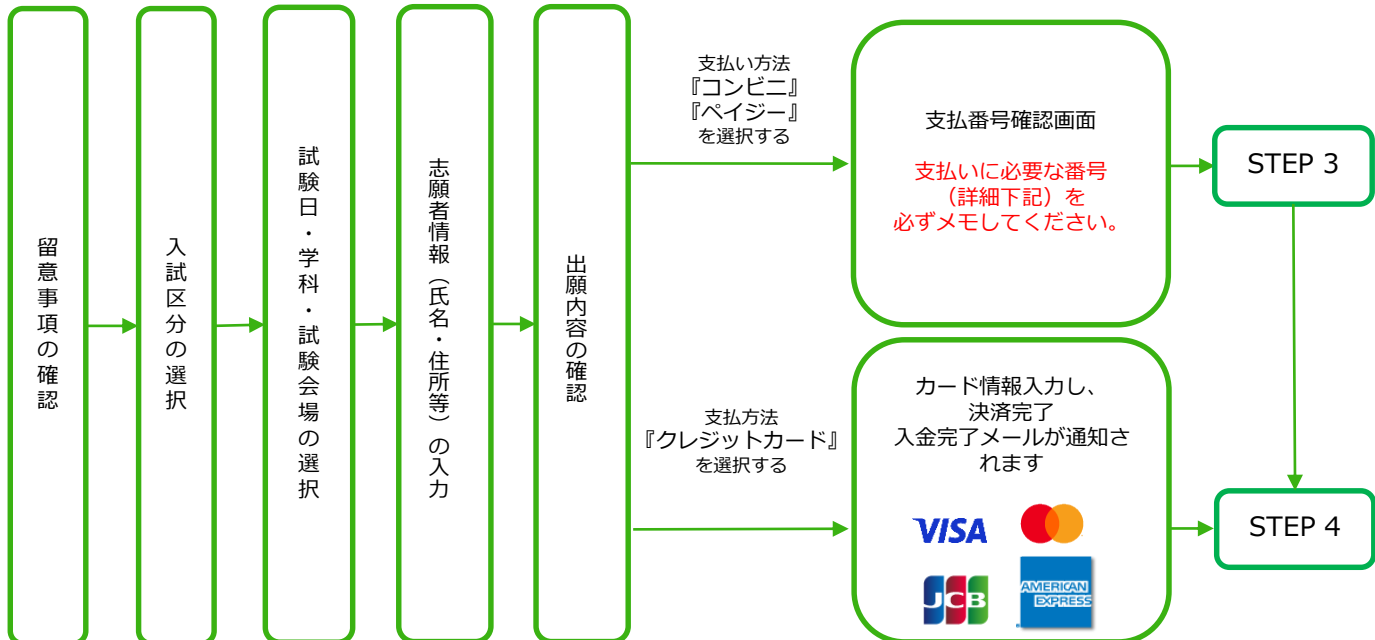 留意事項の確認
入試区分の選択
試験日・学科・試験会場の選択
志願者情報（氏名・住所等）の入力
出願内容の確認
支払い方法
『コンビニ』
『ペイジー』
を選択する
支払番号確認画面
支払いに必要な番号
（詳細下記）を
必ずメモしてください。
STEP 3
支払方法
『クレジットカード』
を選択する
カード情報入力し、
決済完了
入金完了メールが通知さ
れます
VISA
JCB
AMERICAN
EXPRESS
STEP 4